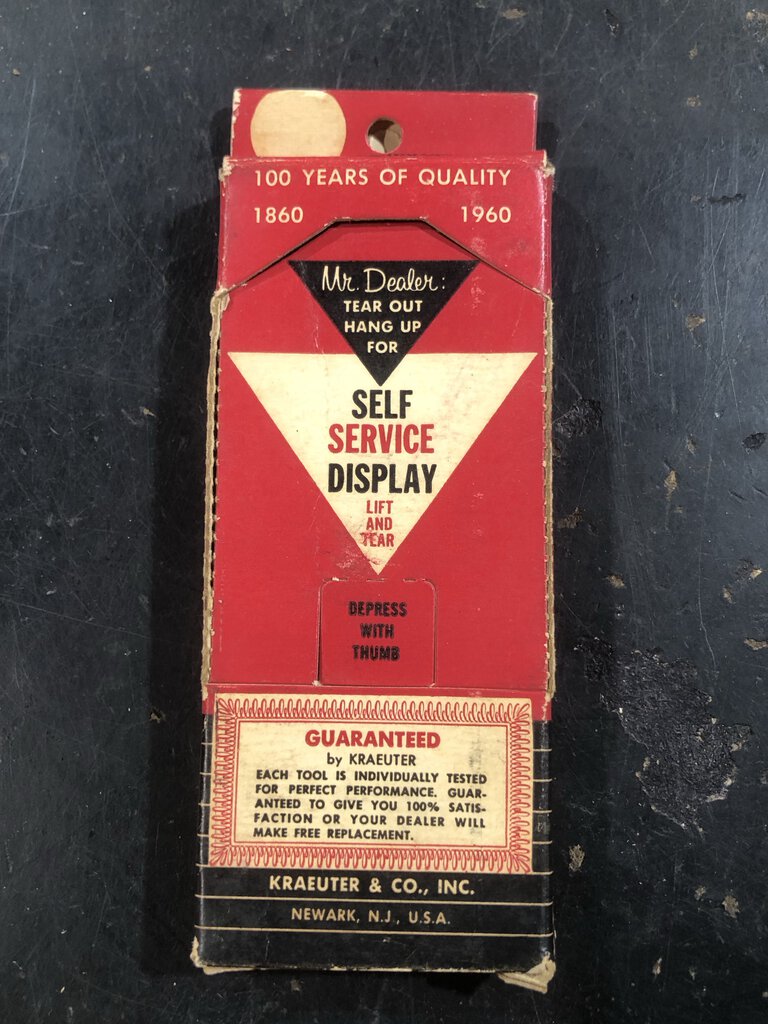 100 YEARS OF QUALITY
1860 1960
Mr. Dealer:
TEAR OUT
HANG UP
FOR
SELF
SERVICE
DISPLAY
LIFT
AND
TEAR
DEPRESS
WITH
THUMB
GUARANTEED
by KRAEUTER
EACH TOOL IS INDIVIDUALLY TESTED
FOR PERFECT PERFORMANCE. GUAR-
ANTEED TO GIVE YOU 100% SATIS-
FACTION OR YOUR DEALER WILL
MAKE FREE REPLACEMENT.
KRAEUTER & CO., INC.
NEWARK, N.J., U.S.A.